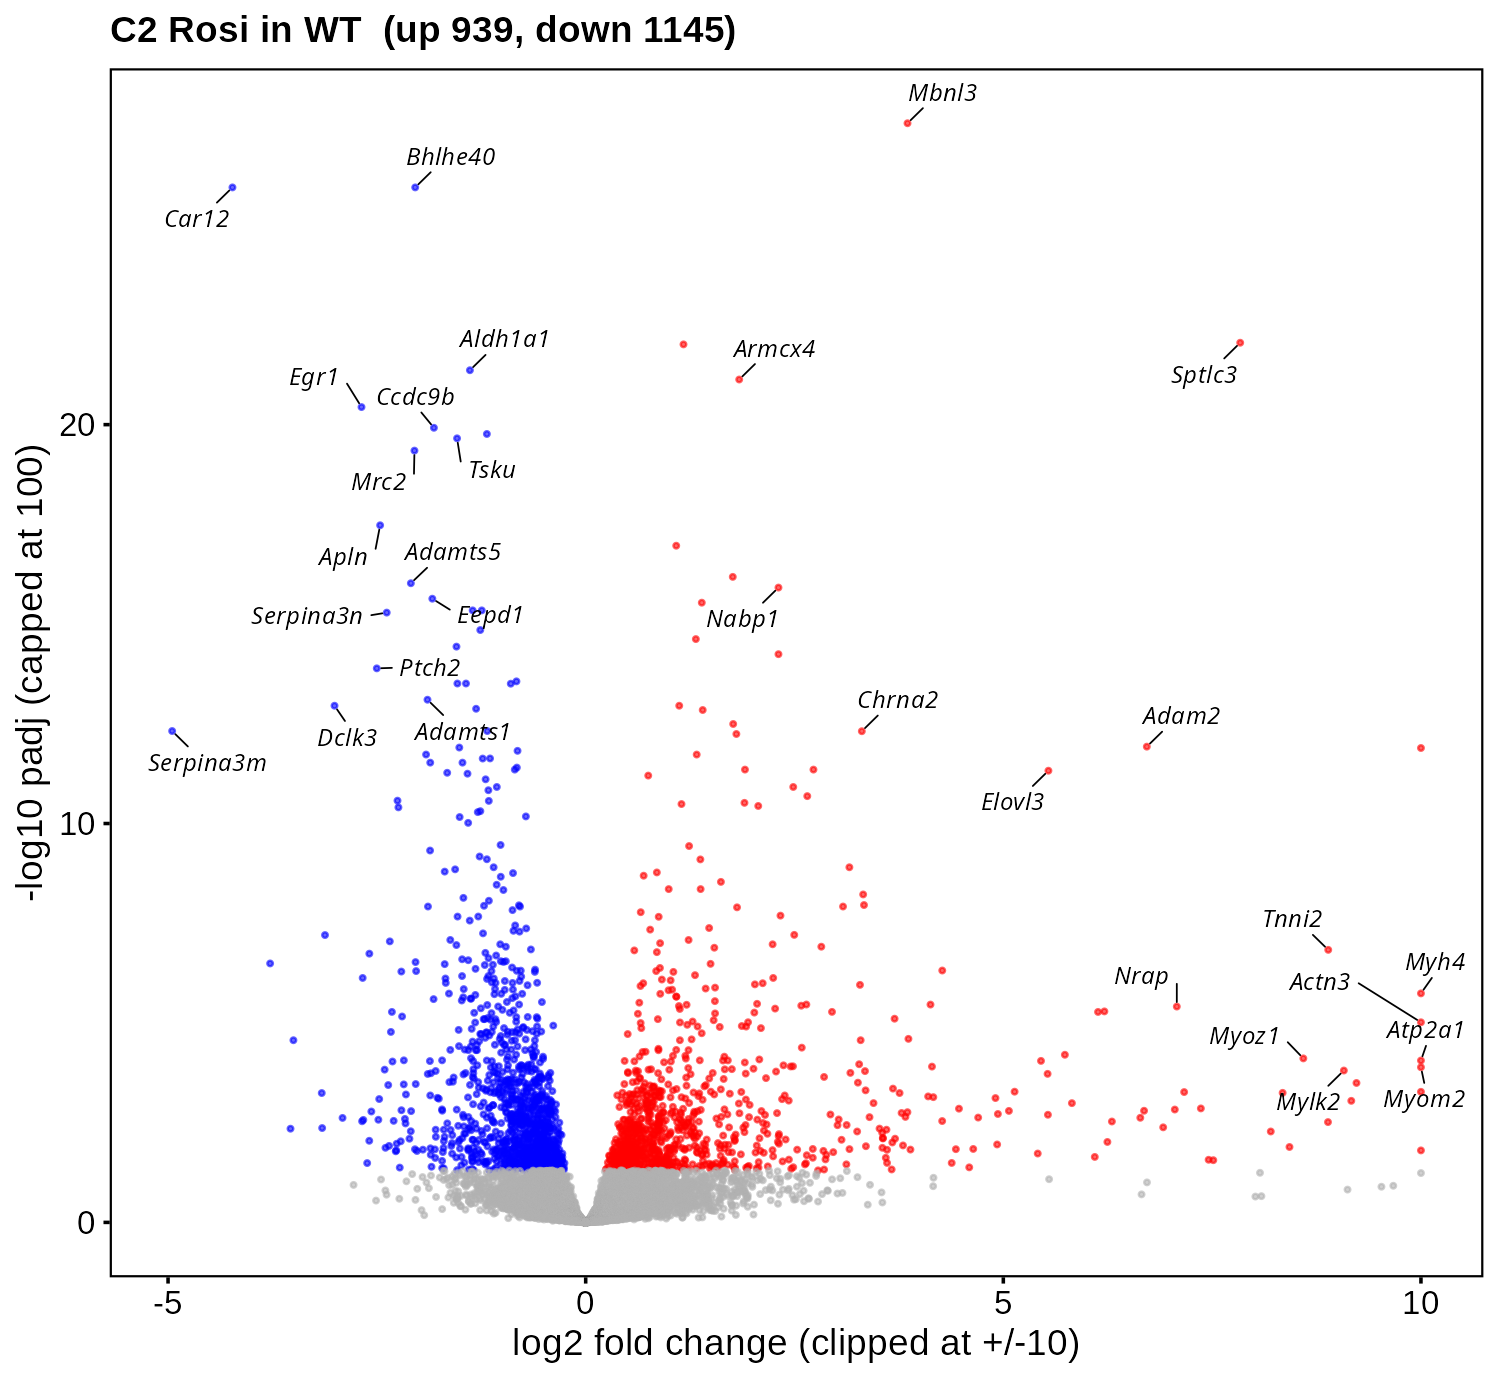 C2 Rosi in WT  (up 939, down 1145)
Mbnl3
Bhlhe40
Car12
Aldh1a1
Armcx4
Egr1
Sptlc3
Ccdc9b
20
Tsku
Mrc2
Apln
Adamts5
Serpina3n
Eepd1
Nabp1
Ptch2
Chrna2
Adam2
Dclk3
Adamts1
Serpina3m
Elovl3
10
Tnni2
Myh4
Nrap
Actn3
Myoz1
Atp2a1
Mylk2
Myom2
0
-log10 padj (capped at 100)
-5
0
5
10
log2 fold change (clipped at +/-10)